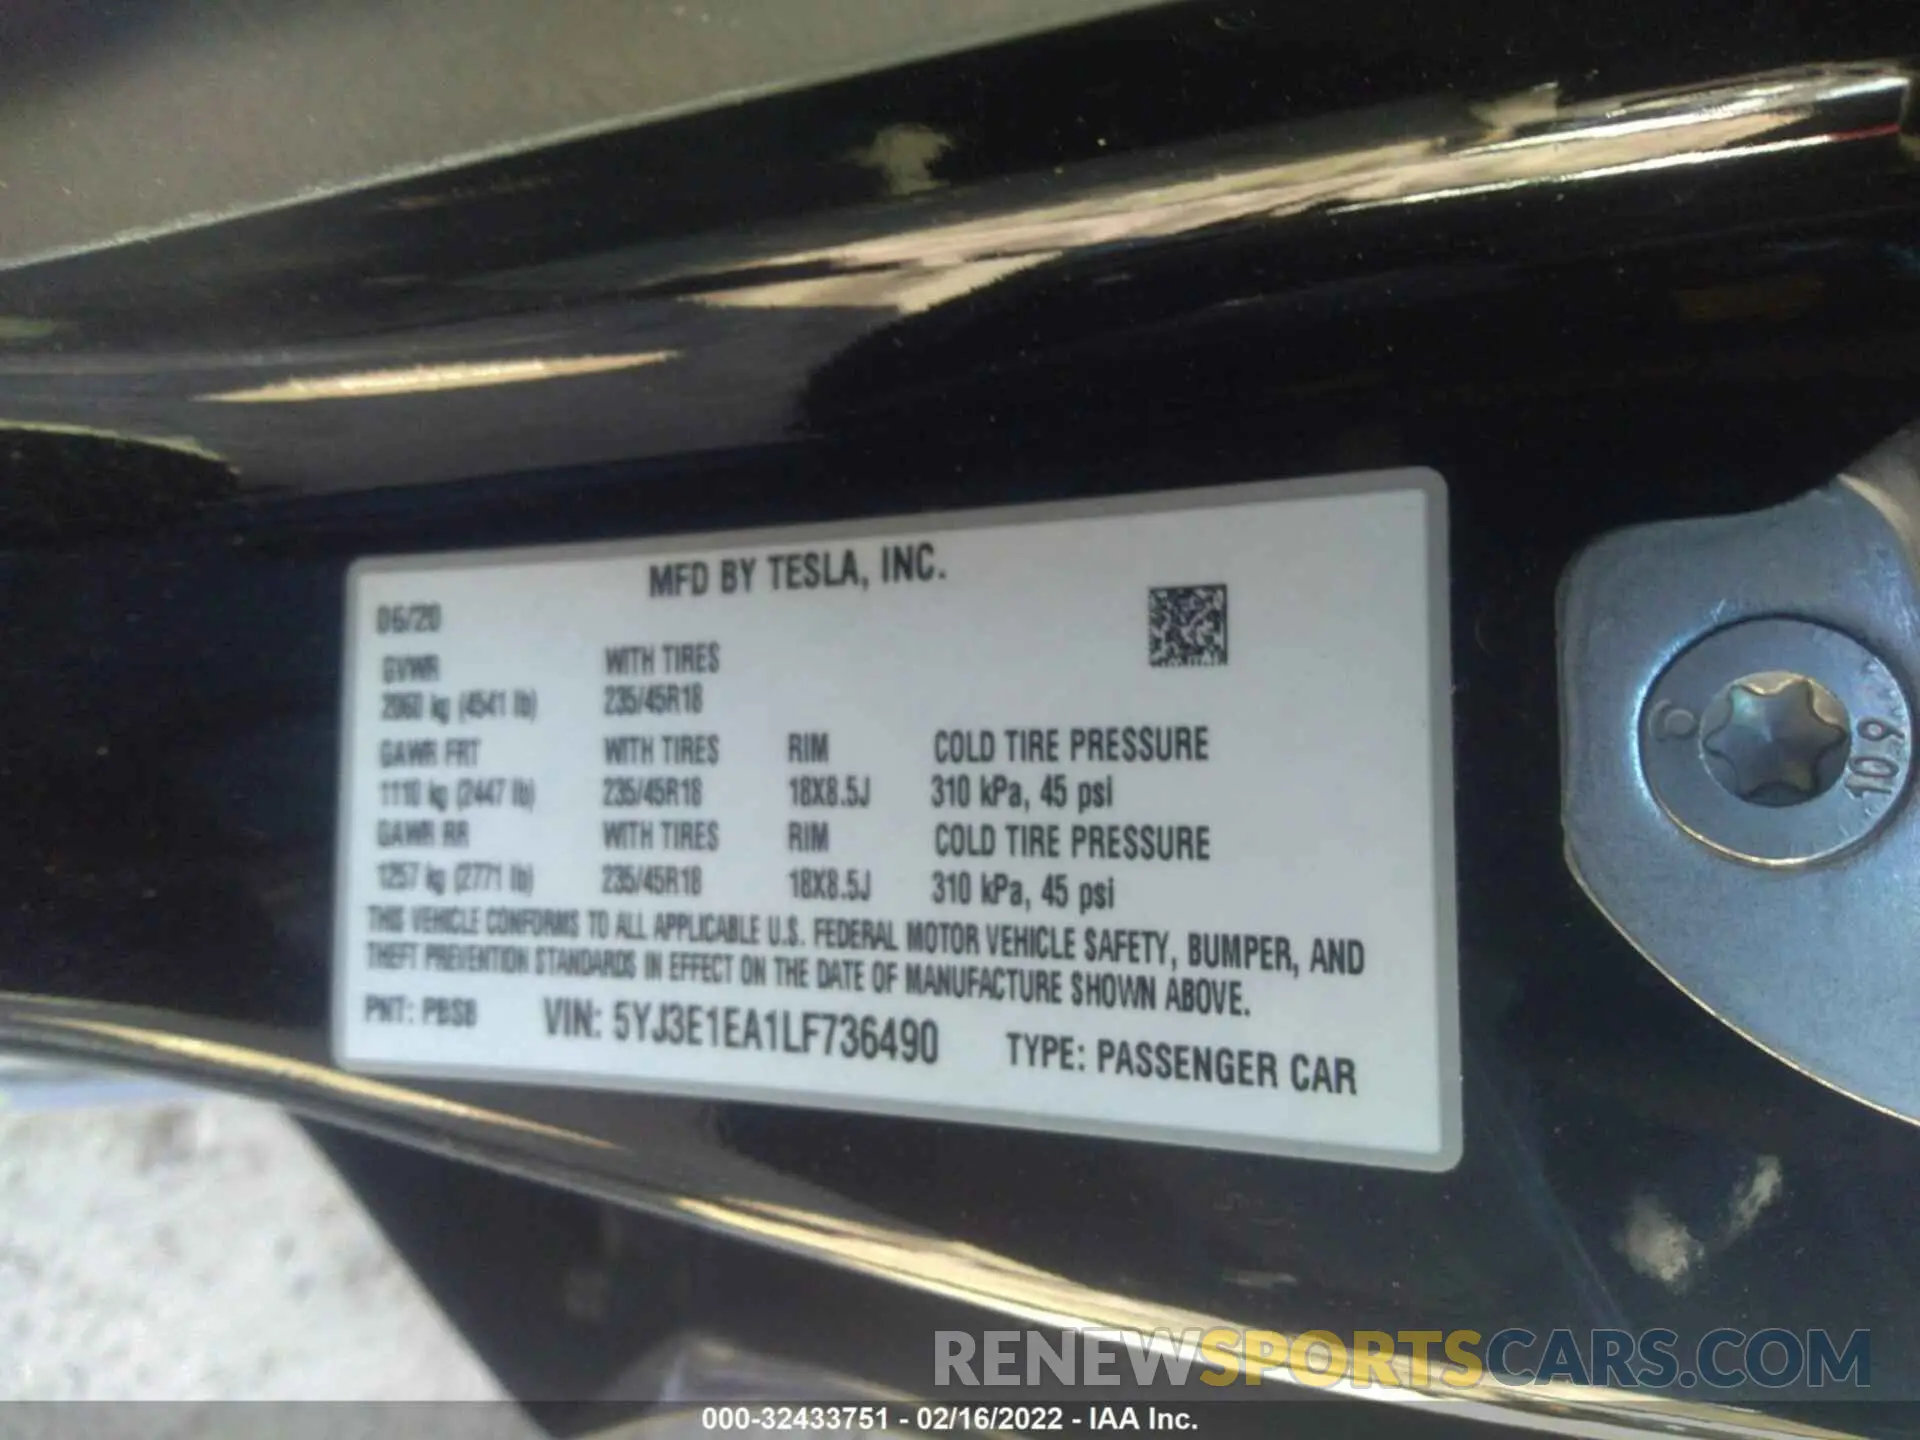 MFD BY TESLA, INC.
06/20
GVWR WITH TIRES
2060 kg (4541 lb) 235/45R18
GAWR FRT WITH TIRES RIM COLD TIRE PRESSURE
1110 kg (2447 lb) 235/45R18 18X8.5J 310 kPa, 45 psi
GAWR RR WITH TIRES RIM COLD TIRE PRESSURE
1257 kg (2771 lb) 235/45R18 18X8.5J 310 kPa, 45 psi
THIS VEHICLE CONFORMS TO ALL APPLICABLE U.S. FEDERAL MOTOR VEHICLE SAFETY, BUMPER, AND
THEFT PREVENTION STANDARDS IN EFFECT ON THE DATE OF MANUFACTURE SHOWN ABOVE.
PNT: PBSB VIN: 5YJ3E1EA1LF736490 TYPE: PASSENGER CAR
10.9
RENEWSPORTSCARS.COM
000-32433751 - 02/16/2022 - IAA Inc.